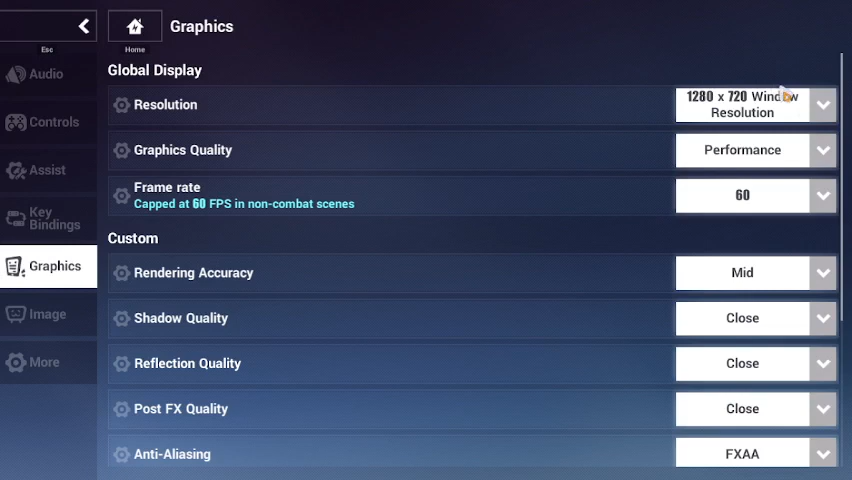 Graphics
Esc
Home
Audio
Controls
Assist
Key
Bindings
Graphics
Image
More
Global Display
Resolution
1280 x 720 Window
Resolution
Graphics Quality
Performance
Frame rate
Capped at 60 FPS in non-combat scenes
60
Custom
Rendering Accuracy
Mid
Shadow Quality
Close
Reflection Quality
Close
Post FX Quality
Close
Anti-Aliasing
FXAA